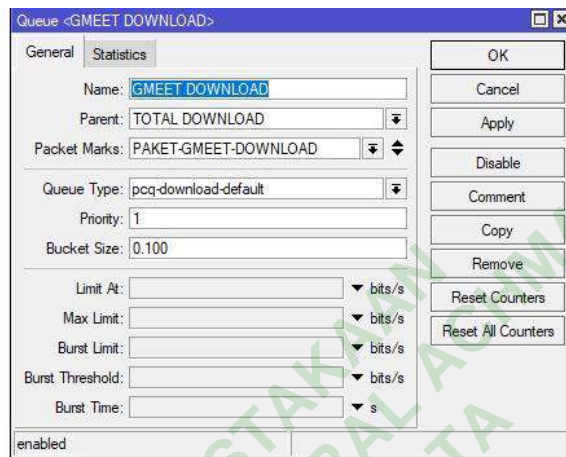 Queue <GMEET DOWNLOAD>
General Statistics
Name: GMEET DOWNLOAD
Parent: TOTAL DOWNLOAD
Packet Marks: PAKET-GMEET-DOWNLOAD
Queue Type: pcq-download-default
Priority: 1
Bucket Size: 0.100
Limit At: bits/s
Max Limit: bits/s
Burst Limit: bits/s
Burst Threshold: bits/s
Burst Time: s
enabled
OK
Cancel
Apply
Disable
Comment
Copy
Remove
Reset Counters
Reset All Counters